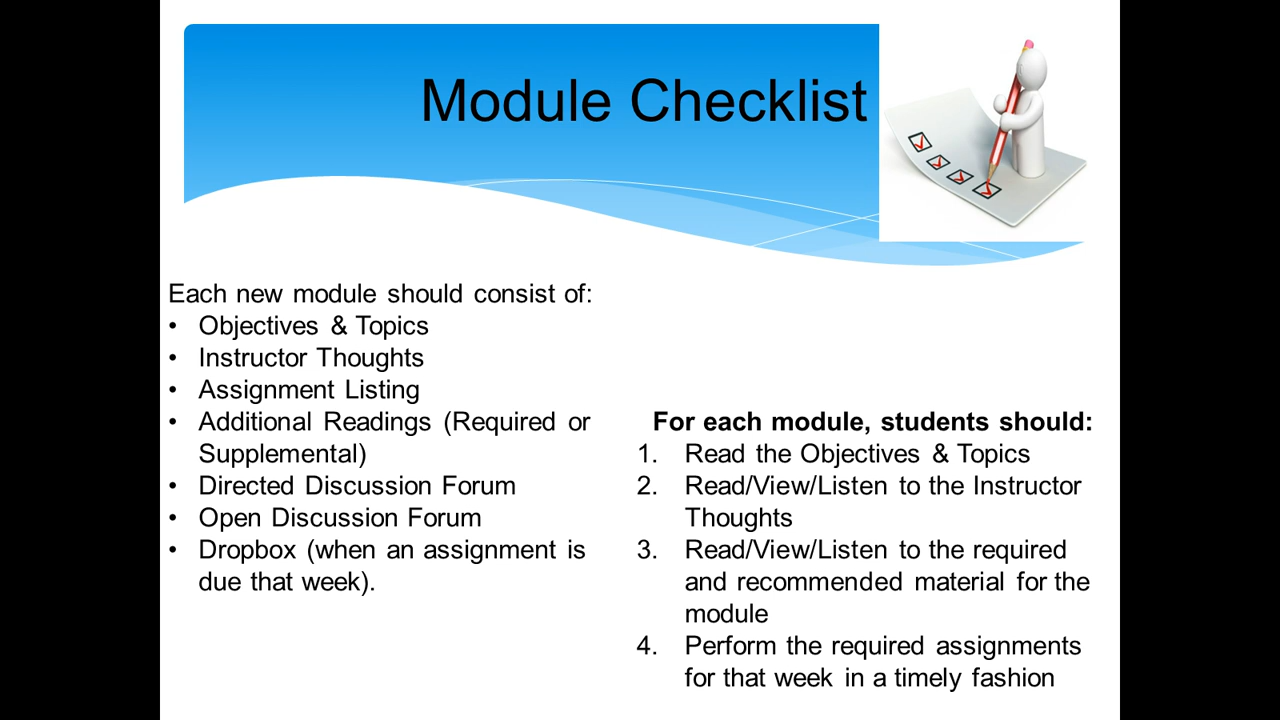 Module Checklist
Each new module should consist of:
• Objectives & Topics
• Instructor Thoughts
• Assignment Listing
• Additional Readings (Required or
Supplemental)
• Directed Discussion Forum
• Open Discussion Forum
• Dropbox (when an assignment is
due that week).
For each module, students should:
1. Read the Objectives & Topics
2. Read/View/Listen to the Instructor
Thoughts
3. Read/View/Listen to the required
and recommended material for the
module
4. Perform the required assignments
for that week in a timely fashion